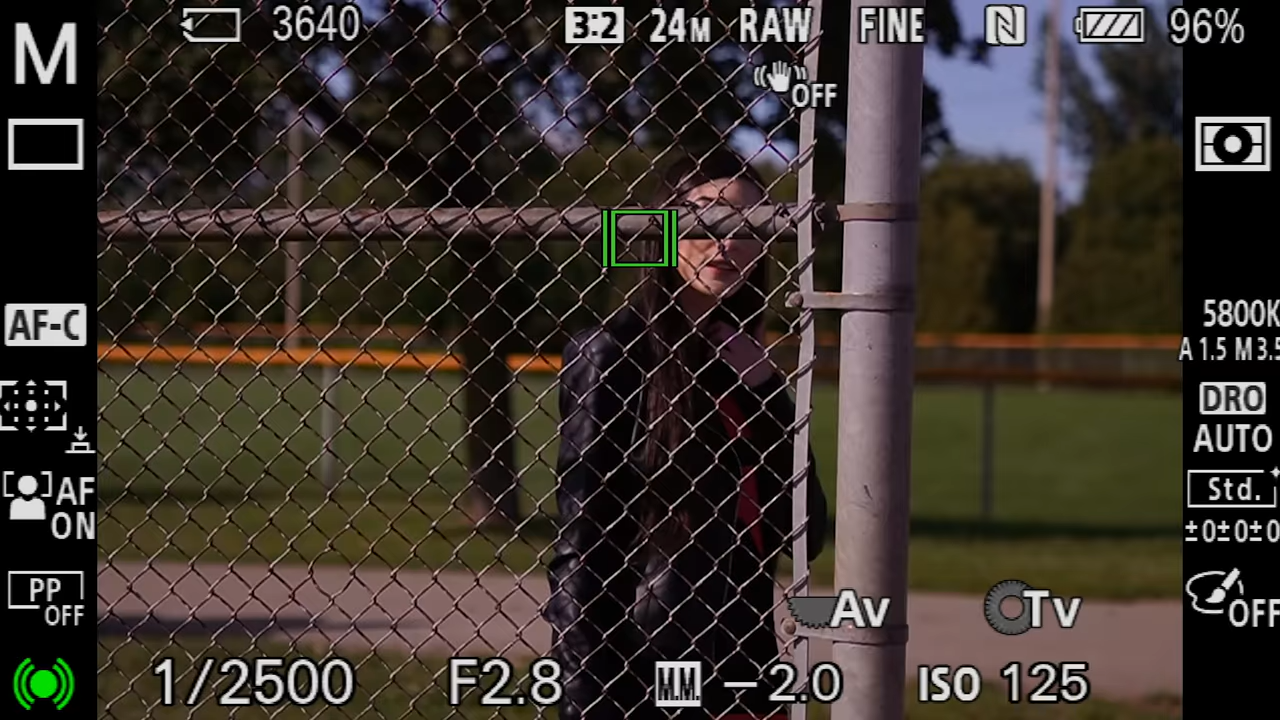 M 3640 3:2 24M RAW FINE N 96%
OFF
AF-C
5800K
A 1.5 M 3.5
DRO
AUTO
AF
ON
Std.
±0±0±0
PP
OFF
Av
Tv
OFF
1/2500 F2.8 M.M. −2.0 ISO 125